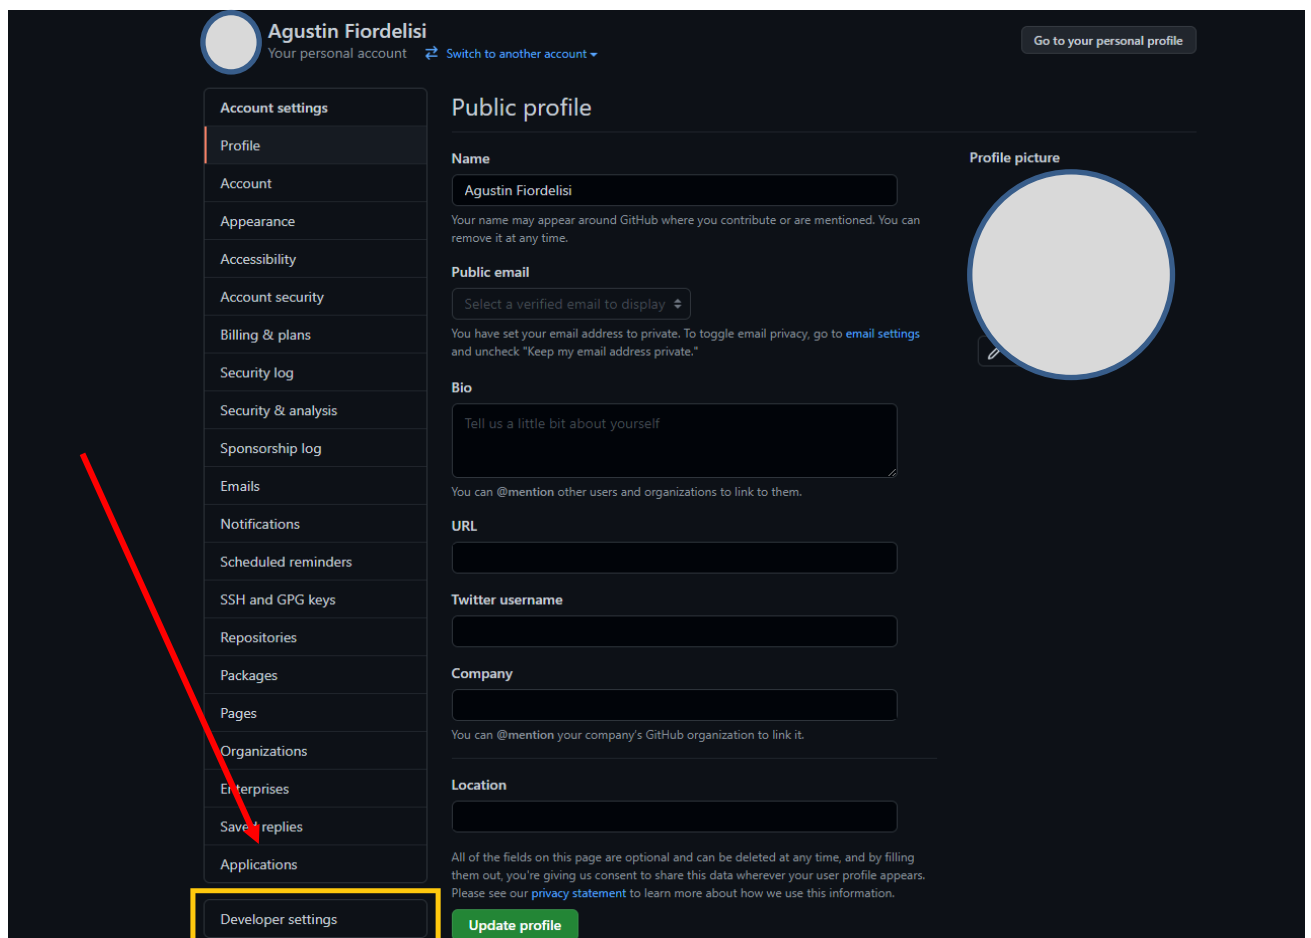 Agustin Fiordelisi
Your personal account Switch to another account
Go to your personal profile
Account settings
Profile
Account
Appearance
Accessibility
Account security
Billing & plans
Security log
Security & analysis
Sponsorship log
Emails
Notifications
Scheduled reminders
SSH and GPG keys
Repositories
Packages
Pages
Organizations
Enterprises
Saved replies
Applications
Developer settings
Public profile
Name
Agustin Fiordelisi
Your name may appear around GitHub where you contribute or are mentioned. You can
remove it at any time.
Public email
Select a verified email to display
You have set your email address to private. To toggle email privacy, go to email settings
and uncheck "Keep my email address private."
Bio
Tell us a little bit about yourself
You can @mention other users and organizations to link to them.
URL
Twitter username
Company
You can @mention your company's GitHub organization to link it.
Location
All of the fields on this page are optional and can be deleted at any time, and by filling
them out, you're giving us consent to share this data wherever your user profile appears.
Please see our privacy statement to learn more about how we use this information.
Update profile
Profile picture